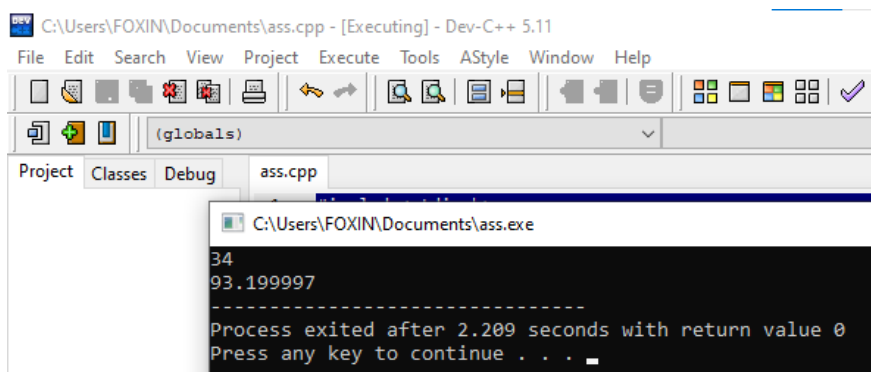 DEV C:\Users\FOXIN\Documents\ass.cpp - [Executing] - Dev-C++ 5.11
File Edit Search View Project Execute Tools AStyle Window Help
(globals)
Project Classes Debug ass.cpp
C:\Users\FOXIN\Documents\ass.exe
34
93.199997
--------------------------------
Process exited after 2.209 seconds with return value 0
Press any key to continue . . .